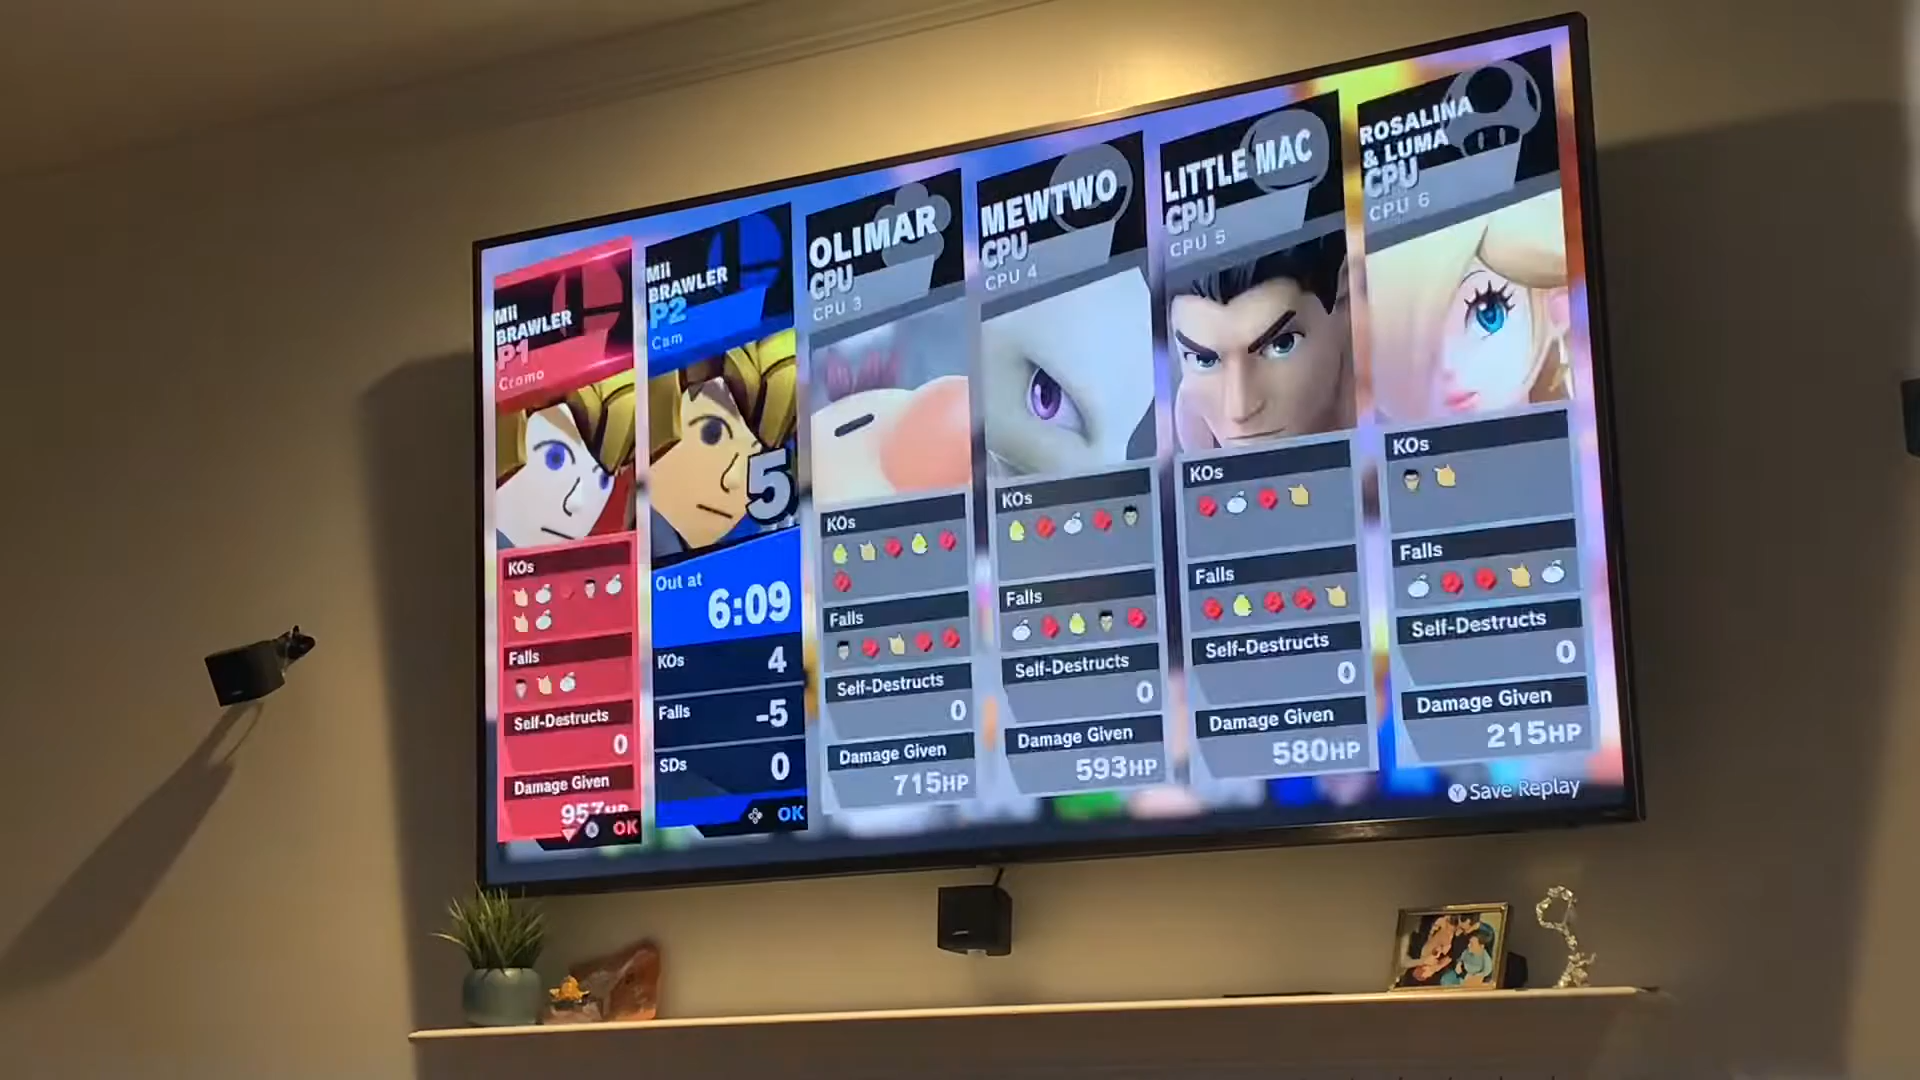 Mii
BRAWLER
P1
Cromo
KOs
Falls
Self-Destructs
0
Damage Given
957HP
OK
Mii
BRAWLER
P2
Cam
5
Out at
6:09
KOs 4
Falls -5
SDs 0
OK
OLIMAR
CPU
CPU 3
KOs
Falls
Self-Destructs
0
Damage Given
715HP
MEWTWO
CPU
CPU 4
KOs
Falls
Self-Destructs
0
Damage Given
593HP
LITTLE MAC
CPU
CPU 5
KOs
Falls
Self-Destructs
0
Damage Given
580HP
ROSALINA
& LUMA
CPU
CPU 6
KOs
Falls
Self-Destructs
0
Damage Given
215HP
Y Save Replay